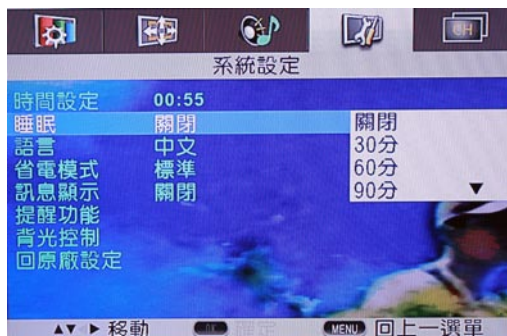 系統設定
時間設定 00:55
睡眠 關閉 關閉
語言 中文 30分
省電模式 標準 60分
訊息顯示 關閉 90分
提醒功能
背光控制
回原廠設定
移動 OK 確定 MENU 回上一選單